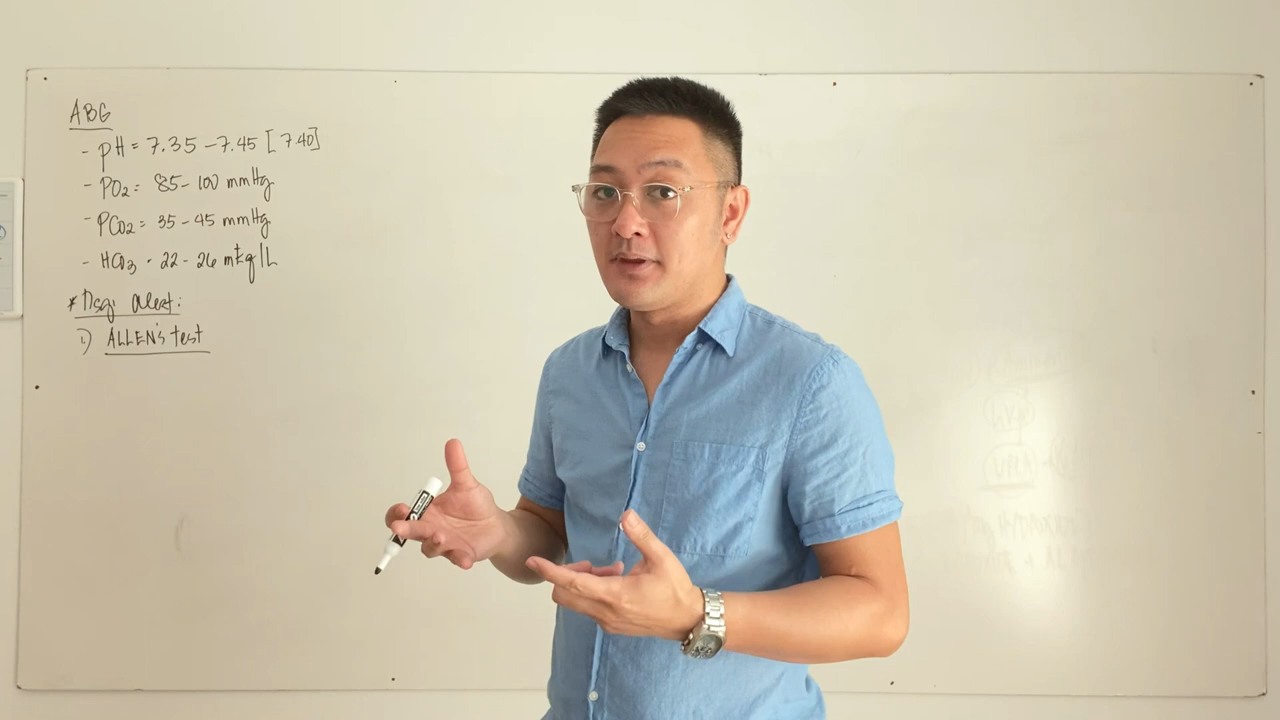 ABG
- pH = 7.35 - 7.45 [7.40]
- PO2 = 85 - 100 mmHg
- PCO2 = 35 - 45 mmHg
- HCO3 - 22 - 26 mEq/L
alert:
1) ALLEN's test